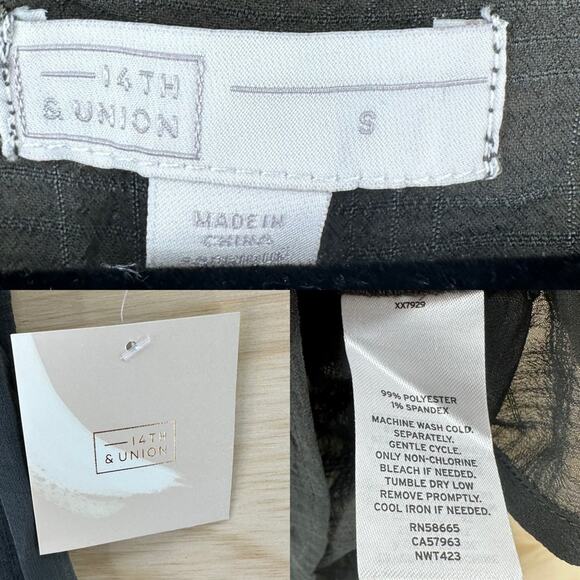 14TH
& UNION
S
MADE IN
CHINA
14TH
& UNION
XX7929
99% POLYESTER
1% SPANDEX
MACHINE WASH COLD.
SEPARATELY.
GENTLE CYCLE.
ONLY NON-CHLORINE
BLEACH IF NEEDED.
TUMBLE DRY LOW
REMOVE PROMPTLY.
COOL IRON IF NEEDED.
RN58665
CA57963
NWT423